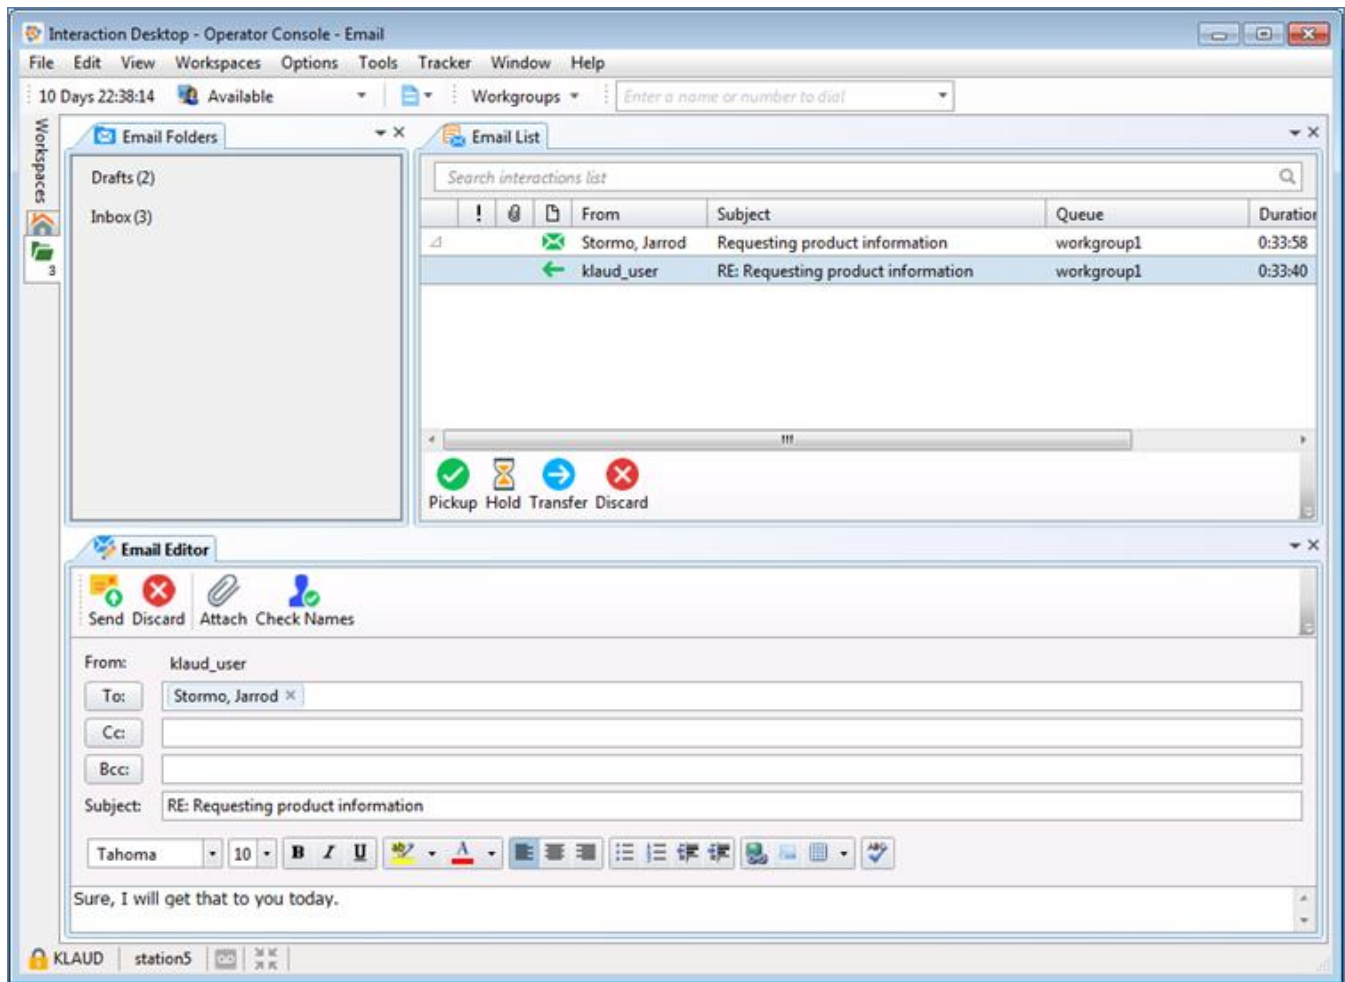 Interaction Desktop - Operator Console - Email
File Edit View Workspaces Options Tools Tracker Window Help
10 Days 22:38:14 Available Workgroups Enter a name or number to dial
Workspaces
3
Email Folders
Drafts (2)
Inbox (3)
Email List
Search interactions list
! From Subject Queue Duration
Stormo, Jarrod Requesting product information workgroup1 0:33:58
klaud_user RE: Requesting product information workgroup1 0:33:40
Pickup Hold Transfer Discard
Email Editor
Send Discard Attach Check Names
From: klaud_user
To: Stormo, Jarrod ×
Cc:
Bcc:
Subject: RE: Requesting product information
Tahoma 10 B I U A ABC
Sure, I will get that to you today.
KLAUD station5